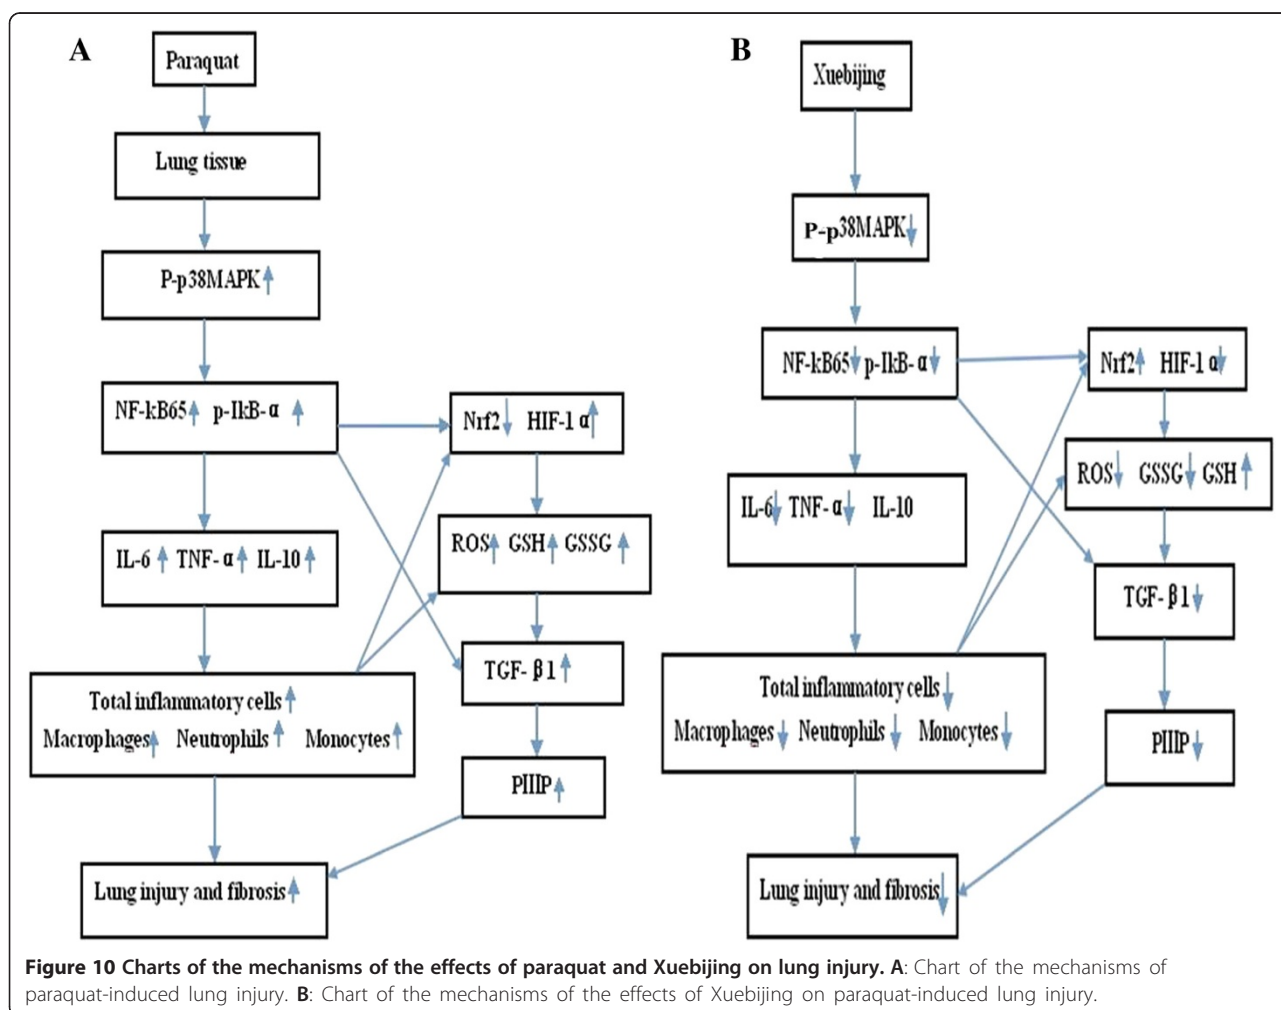 A
Paraquat
Lung tissue
P-p38MAPK↑
NF-kB65↑ p-IkB-α ↑
Nrf2↓ HIF-1 α↑
IL-6 ↑ TNF-α↑ IL-10 ↑
ROS↑ GSH↑ GSSG ↑
TGF-β1↑
Total inflammatory cells↑
Macrophages↑ Neutrophils↑ Monocytes↑
PIIIP↑
Lung injury and fibrosis↑
B
Xuebijing
P-p38MAPK↓
NF-kB65↓ p-IkB-α↓
Nrf2↑ HIF-1 α↓
ROS↓ GSSG↓ GSH↑
IL-6↓ TNF-α↓ IL-10
TGF-β1↓
Total inflammatory cells↓
Macrophages↓ Neutrophils↓ Monocytes↓
PIIIP↓
Lung injury and fibrosis↓
Figure 10 Charts of the mechanisms of the effects of paraquat and Xuebijing on lung injury. A: Chart of the mechanisms of
paraquat-induced lung injury. B: Chart of the mechanisms of the effects of Xuebijing on paraquat-induced lung injury.